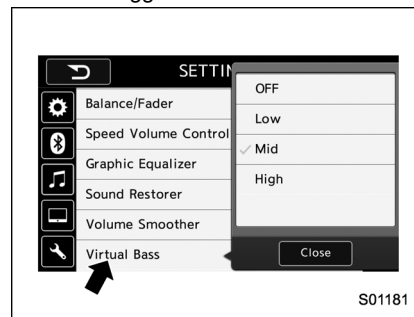 SETTIN
Balance/Fader
Speed Volume Control
Graphic Equalizer
Sound Restorer
Volume Smoother
Virtual Bass
OFF
Low
Mid
High
Close
S01181